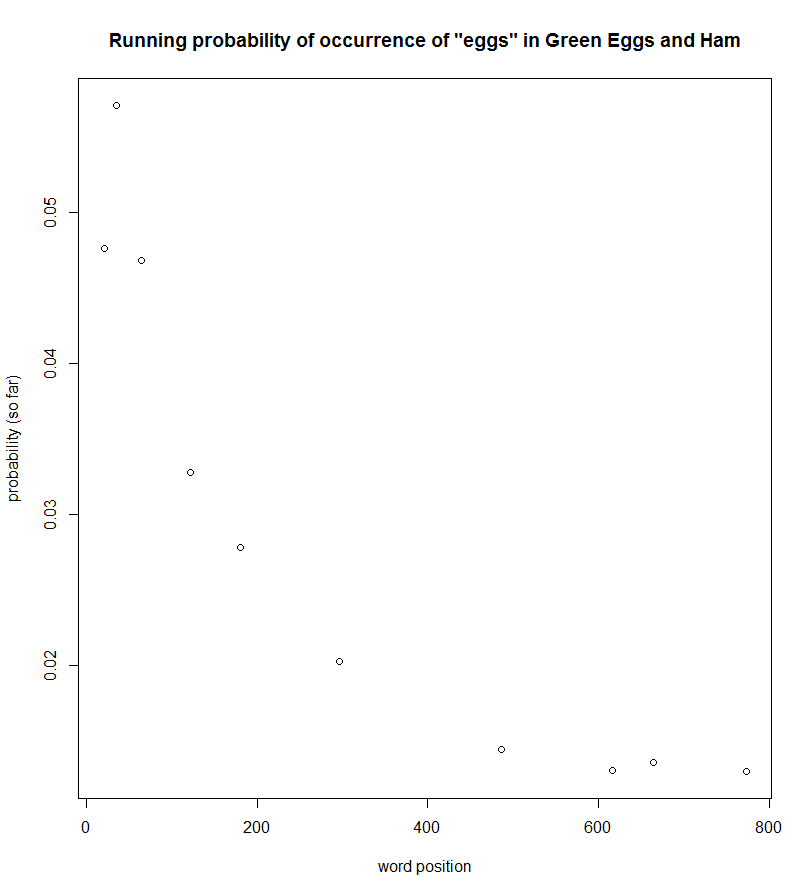 Running probability of occurrence of "eggs" in Green Eggs and Ham
probability (so far)
0.05
0.04
0.03
0.02
0 200 400 600 800
word position